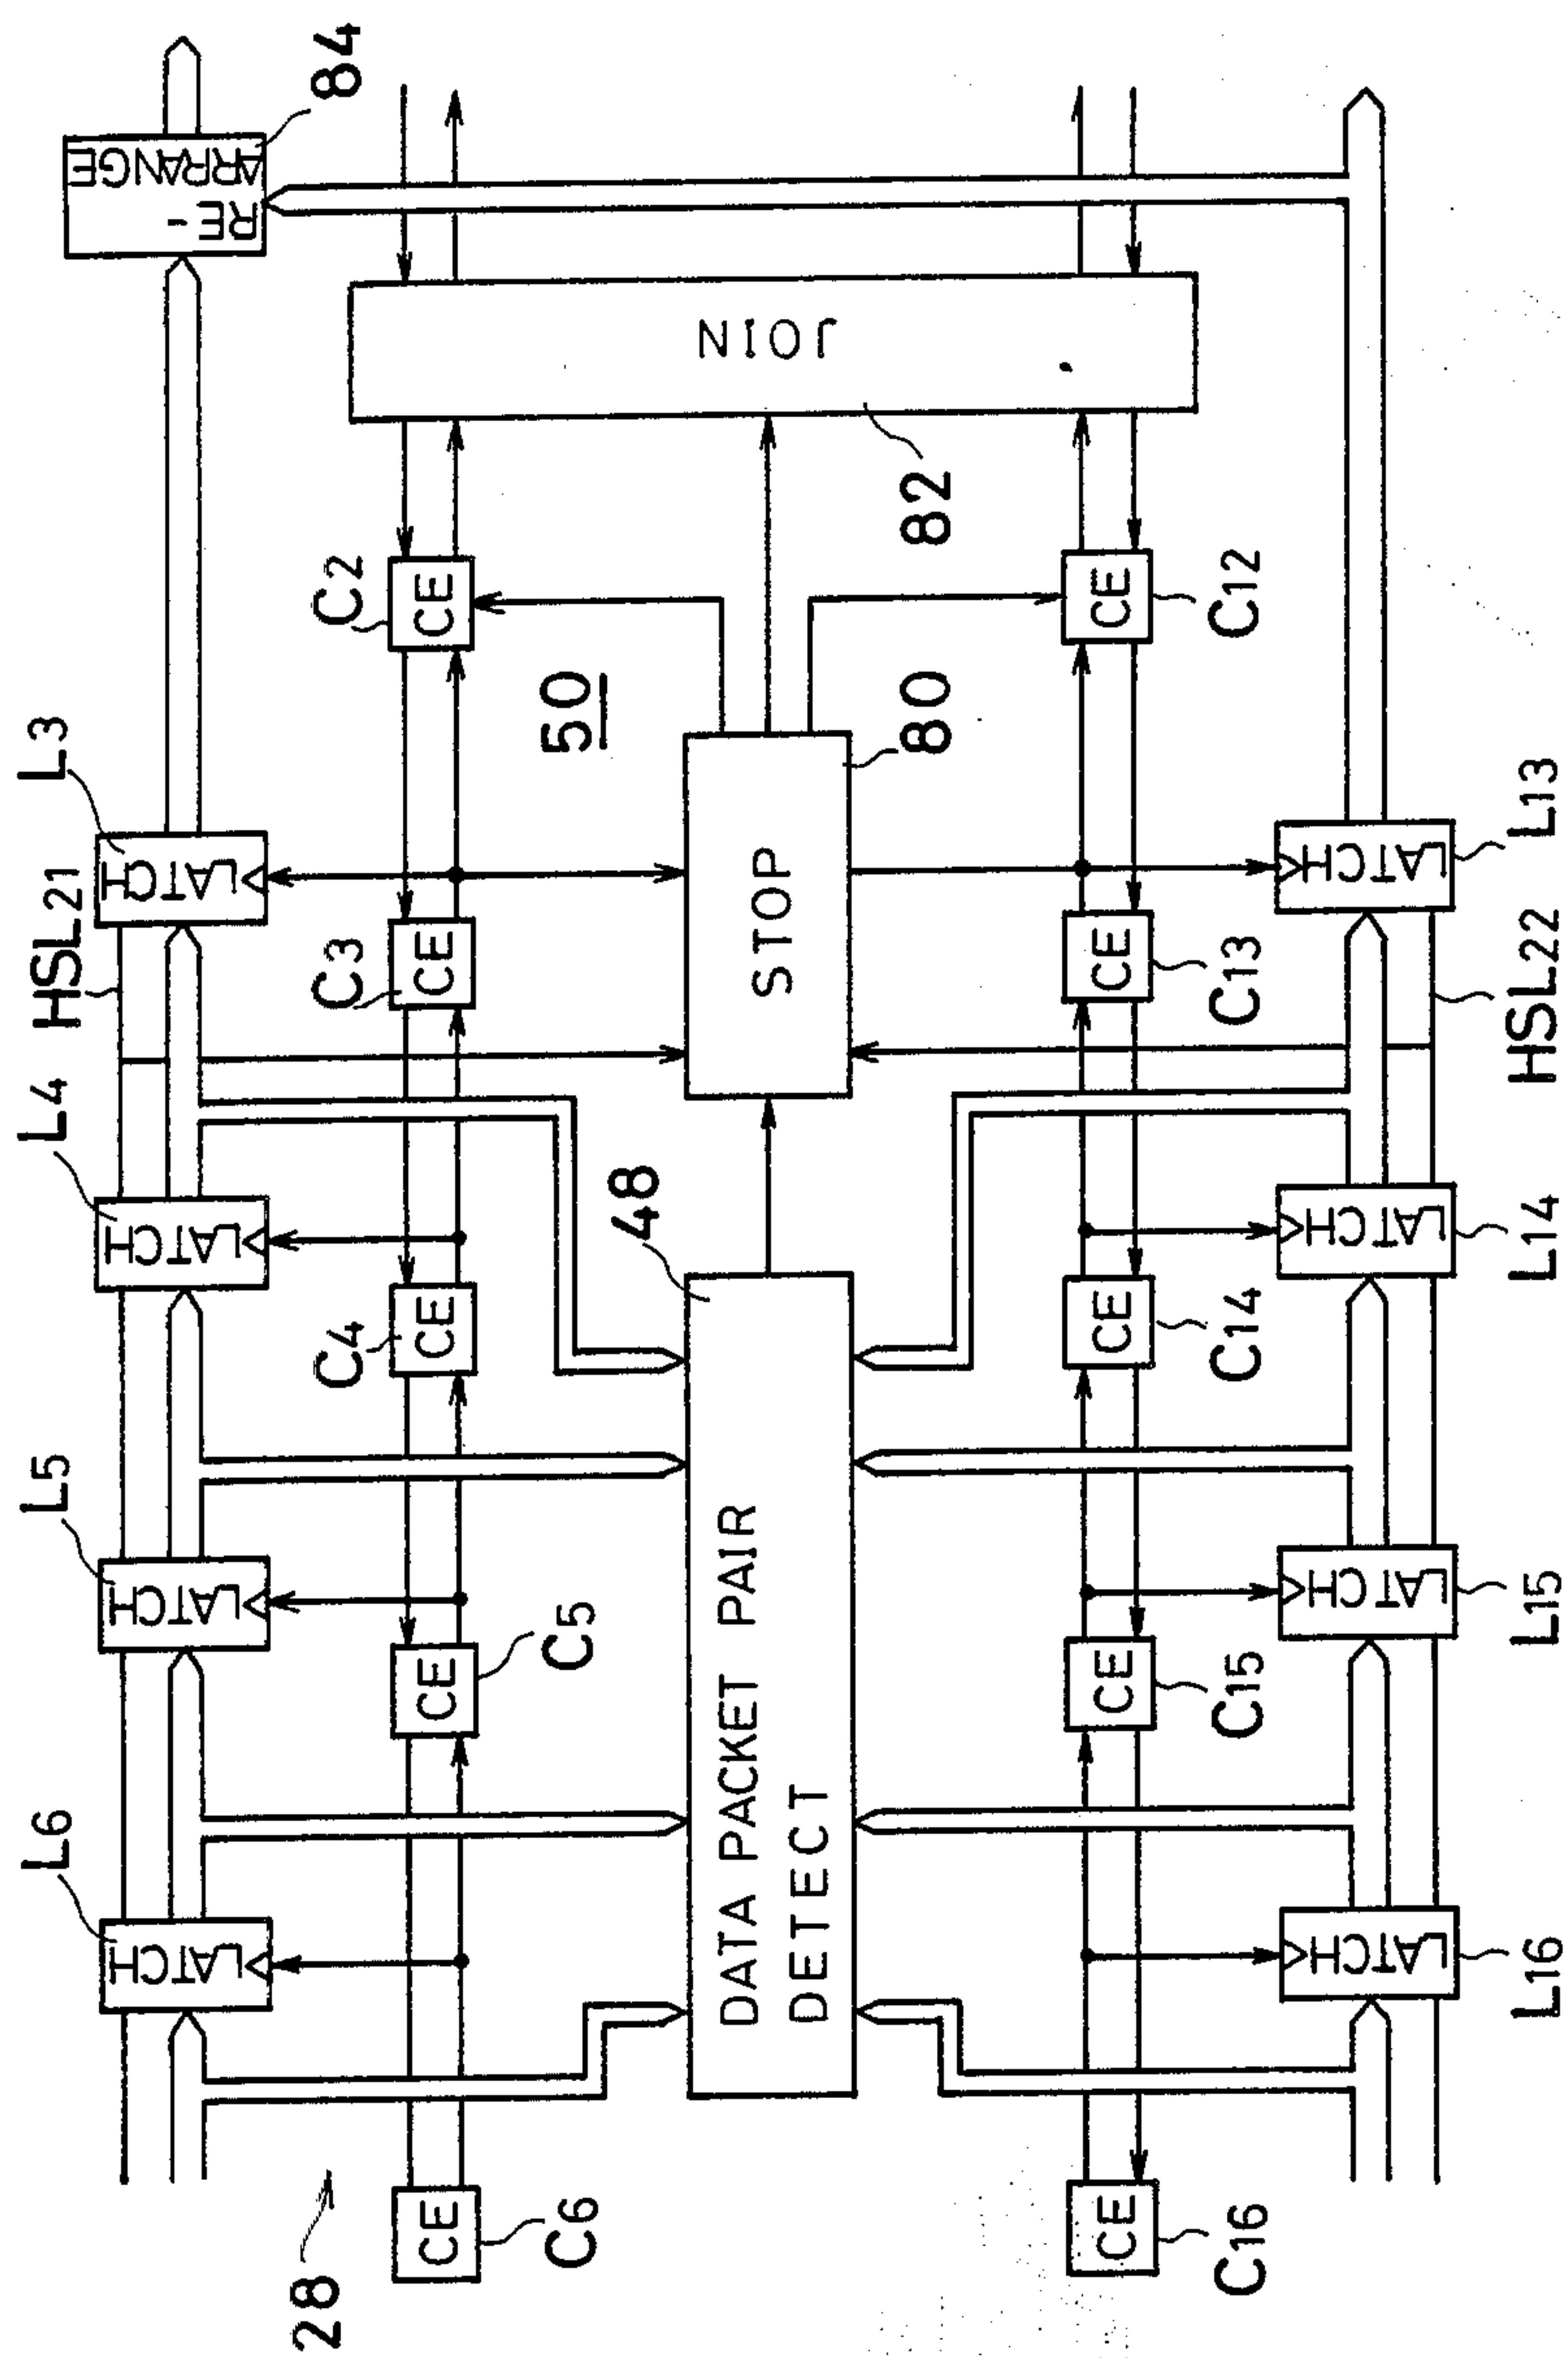 RE-
ARRANGE
84
JOIN
82
C2
CE
CE
C12
50
STOP
80
L3
LATCH
HSL21
C3
CE
CE
C13
LATCH
L13
HSL22
L4
LATCH
C4
CE
48
CE
C14
LATCH
L14
L5
LATCH
CE
C5
DATA PACKET PAIR
DETECT
CE
C15
LATCH
L15
L6
LATCH
CE
C6
28
CE
C16
LATCH
L16